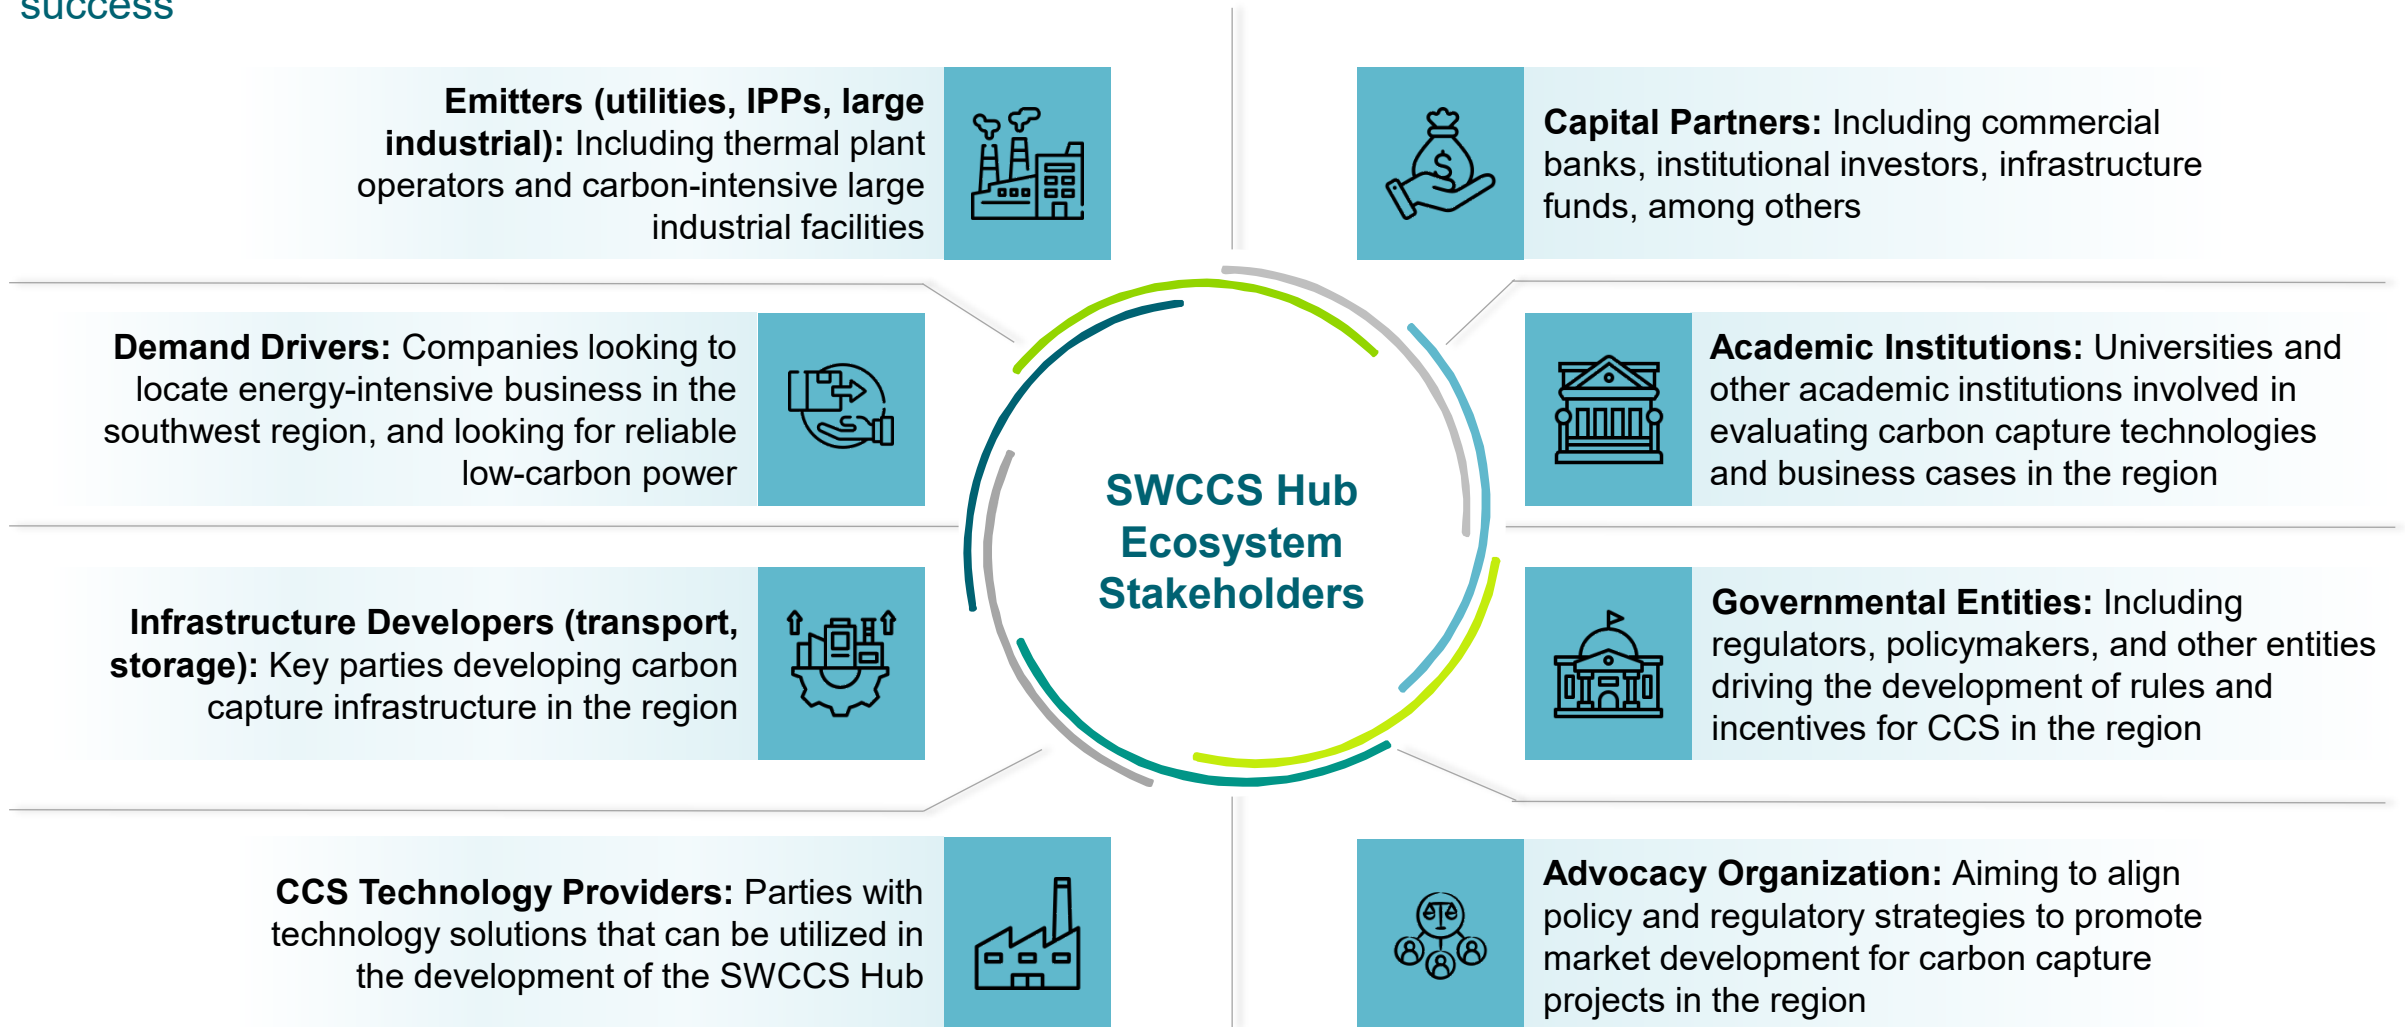 success
Emitters (utilities, IPPs, large
industrial): Including thermal plant
operators and carbon-intensive large
industrial facilities
Demand Drivers: Companies looking to
locate energy-intensive business in the
southwest region, and looking for reliable
low-carbon power
Infrastructure Developers (transport,
storage): Key parties developing carbon
capture infrastructure in the region
CCS Technology Providers: Parties with
technology solutions that can be utilized in
the development of the SWCCS Hub
SWCCS Hub
Ecosystem
Stakeholders
$
Capital Partners: Including commercial
banks, institutional investors, infrastructure
funds, among others
Academic Institutions: Universities and
other academic institutions involved in
evaluating carbon capture technologies
and business cases in the region
Governmental Entities: Including
regulators, policymakers, and other entities
driving the development of rules and
incentives for CCS in the region
Advocacy Organization: Aiming to align
policy and regulatory strategies to promote
market development for carbon capture
projects in the region